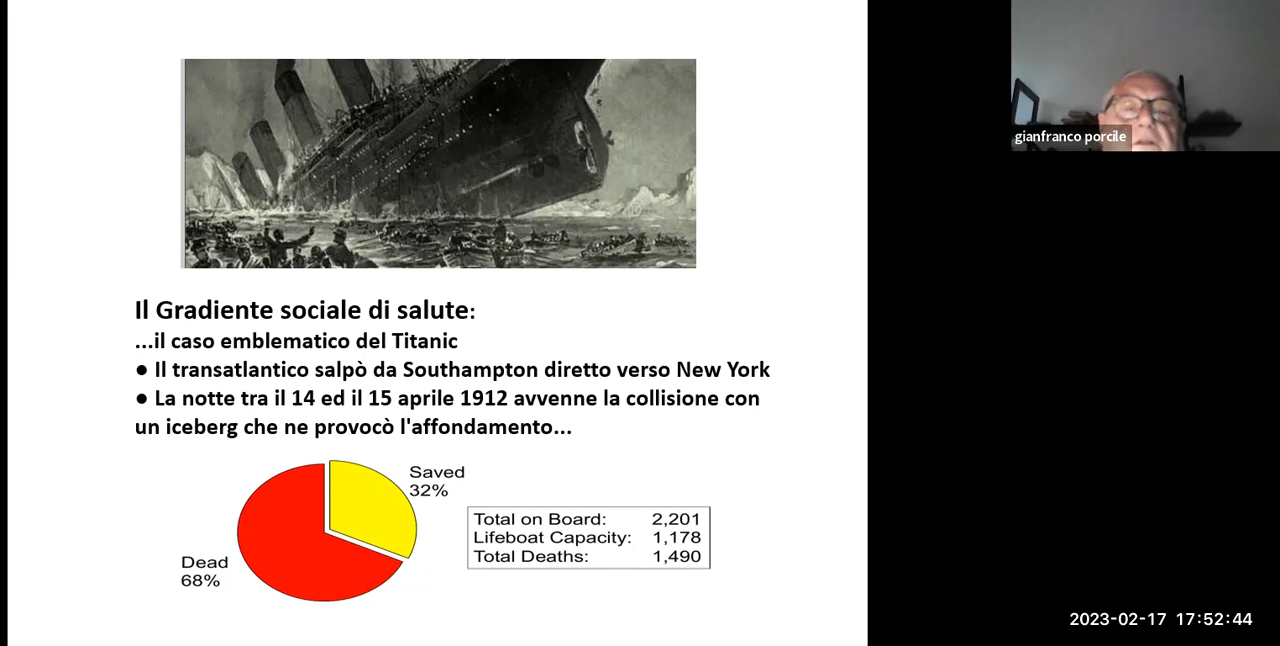 gianfranco porcile
Il Gradiente sociale di salute:
...il caso emblematico del Titanic
● Il transatlantico salpò da Southampton diretto verso New York
● La notte tra il 14 ed il 15 aprile 1912 avvenne la collisione con
un iceberg che ne provocò l'affondamento...
Saved
32%
Dead
68%
Total on Board: 2,201
Lifeboat Capacity: 1,178
Total Deaths: 1,490
2023-02-17 17:52:44